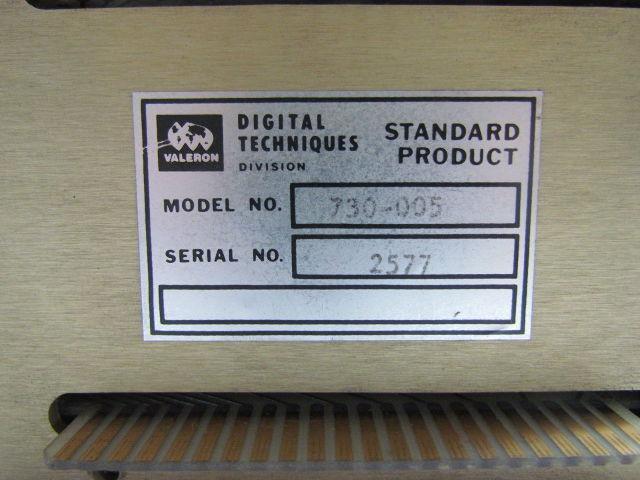 VALERON
DIGITAL
TECHNIQUES
DIVISION
STANDARD
PRODUCT
MODEL NO. 730-005
SERIAL NO. 2577